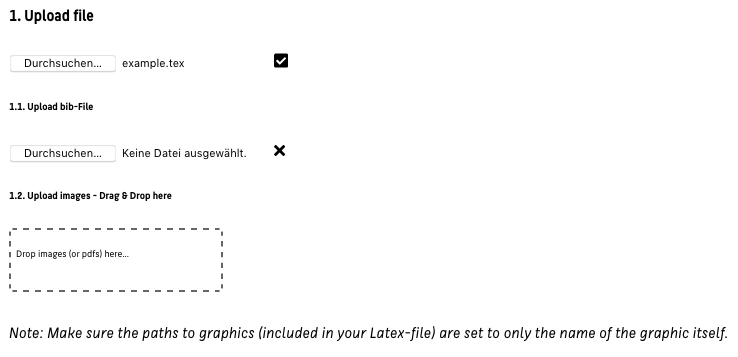 1. Upload file
Durchsuchen... example.tex
1.1. Upload bib-File
Durchsuchen... Keine Datei ausgewählt.
1.2. Upload images - Drag & Drop here
Drop images (or pdfs) here...
Note: Make sure the paths to graphics (included in your Latex-file) are set to only the name of the graphic itself.